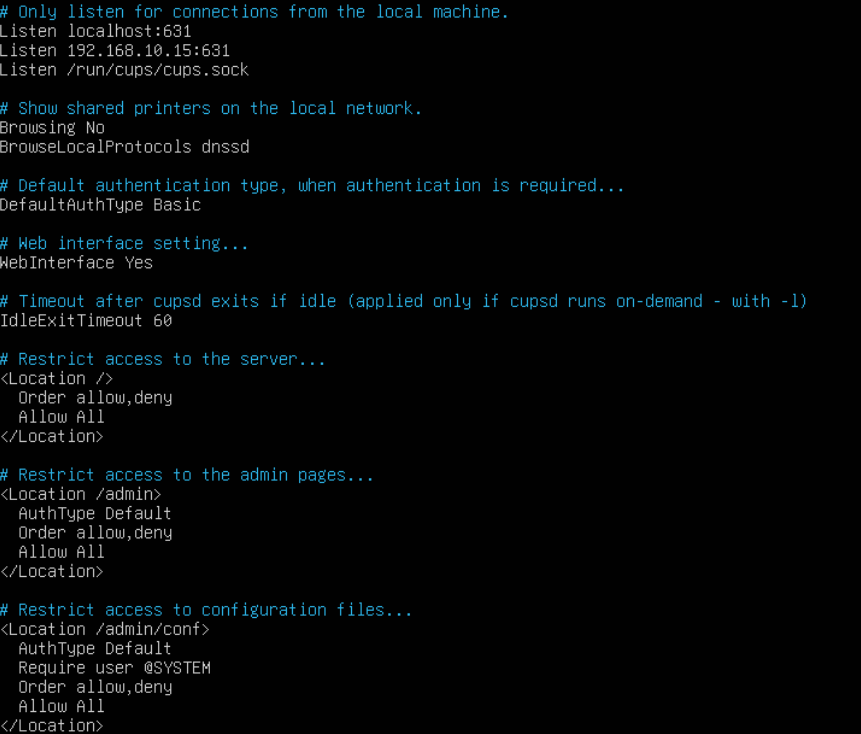 # Only listen for connections from the local machine.
Listen localhost:631
Listen 192.168.10.15:631
Listen /run/cups/cups.sock
# Show shared printers on the local network.
Browsing No
BrowseLocalProtocols dnssd
# Default authentication type, when authentication is required...
DefaultAuthType Basic
# Web interface setting...
WebInterface Yes
# Timeout after cupsd exits if idle (applied only if cupsd runs on-demand - with -l)
IdleExitTimeout 60
# Restrict access to the server...
<Location />
  Order allow,deny
  Allow All
</Location>
# Restrict access to the admin pages...
<Location /admin>
  AuthType Default
  Order allow,deny
  Allow All
</Location>
# Restrict access to configuration files...
<Location /admin/conf>
  AuthType Default
  Require user @SYSTEM
  Order allow,deny
  Allow All
</Location>